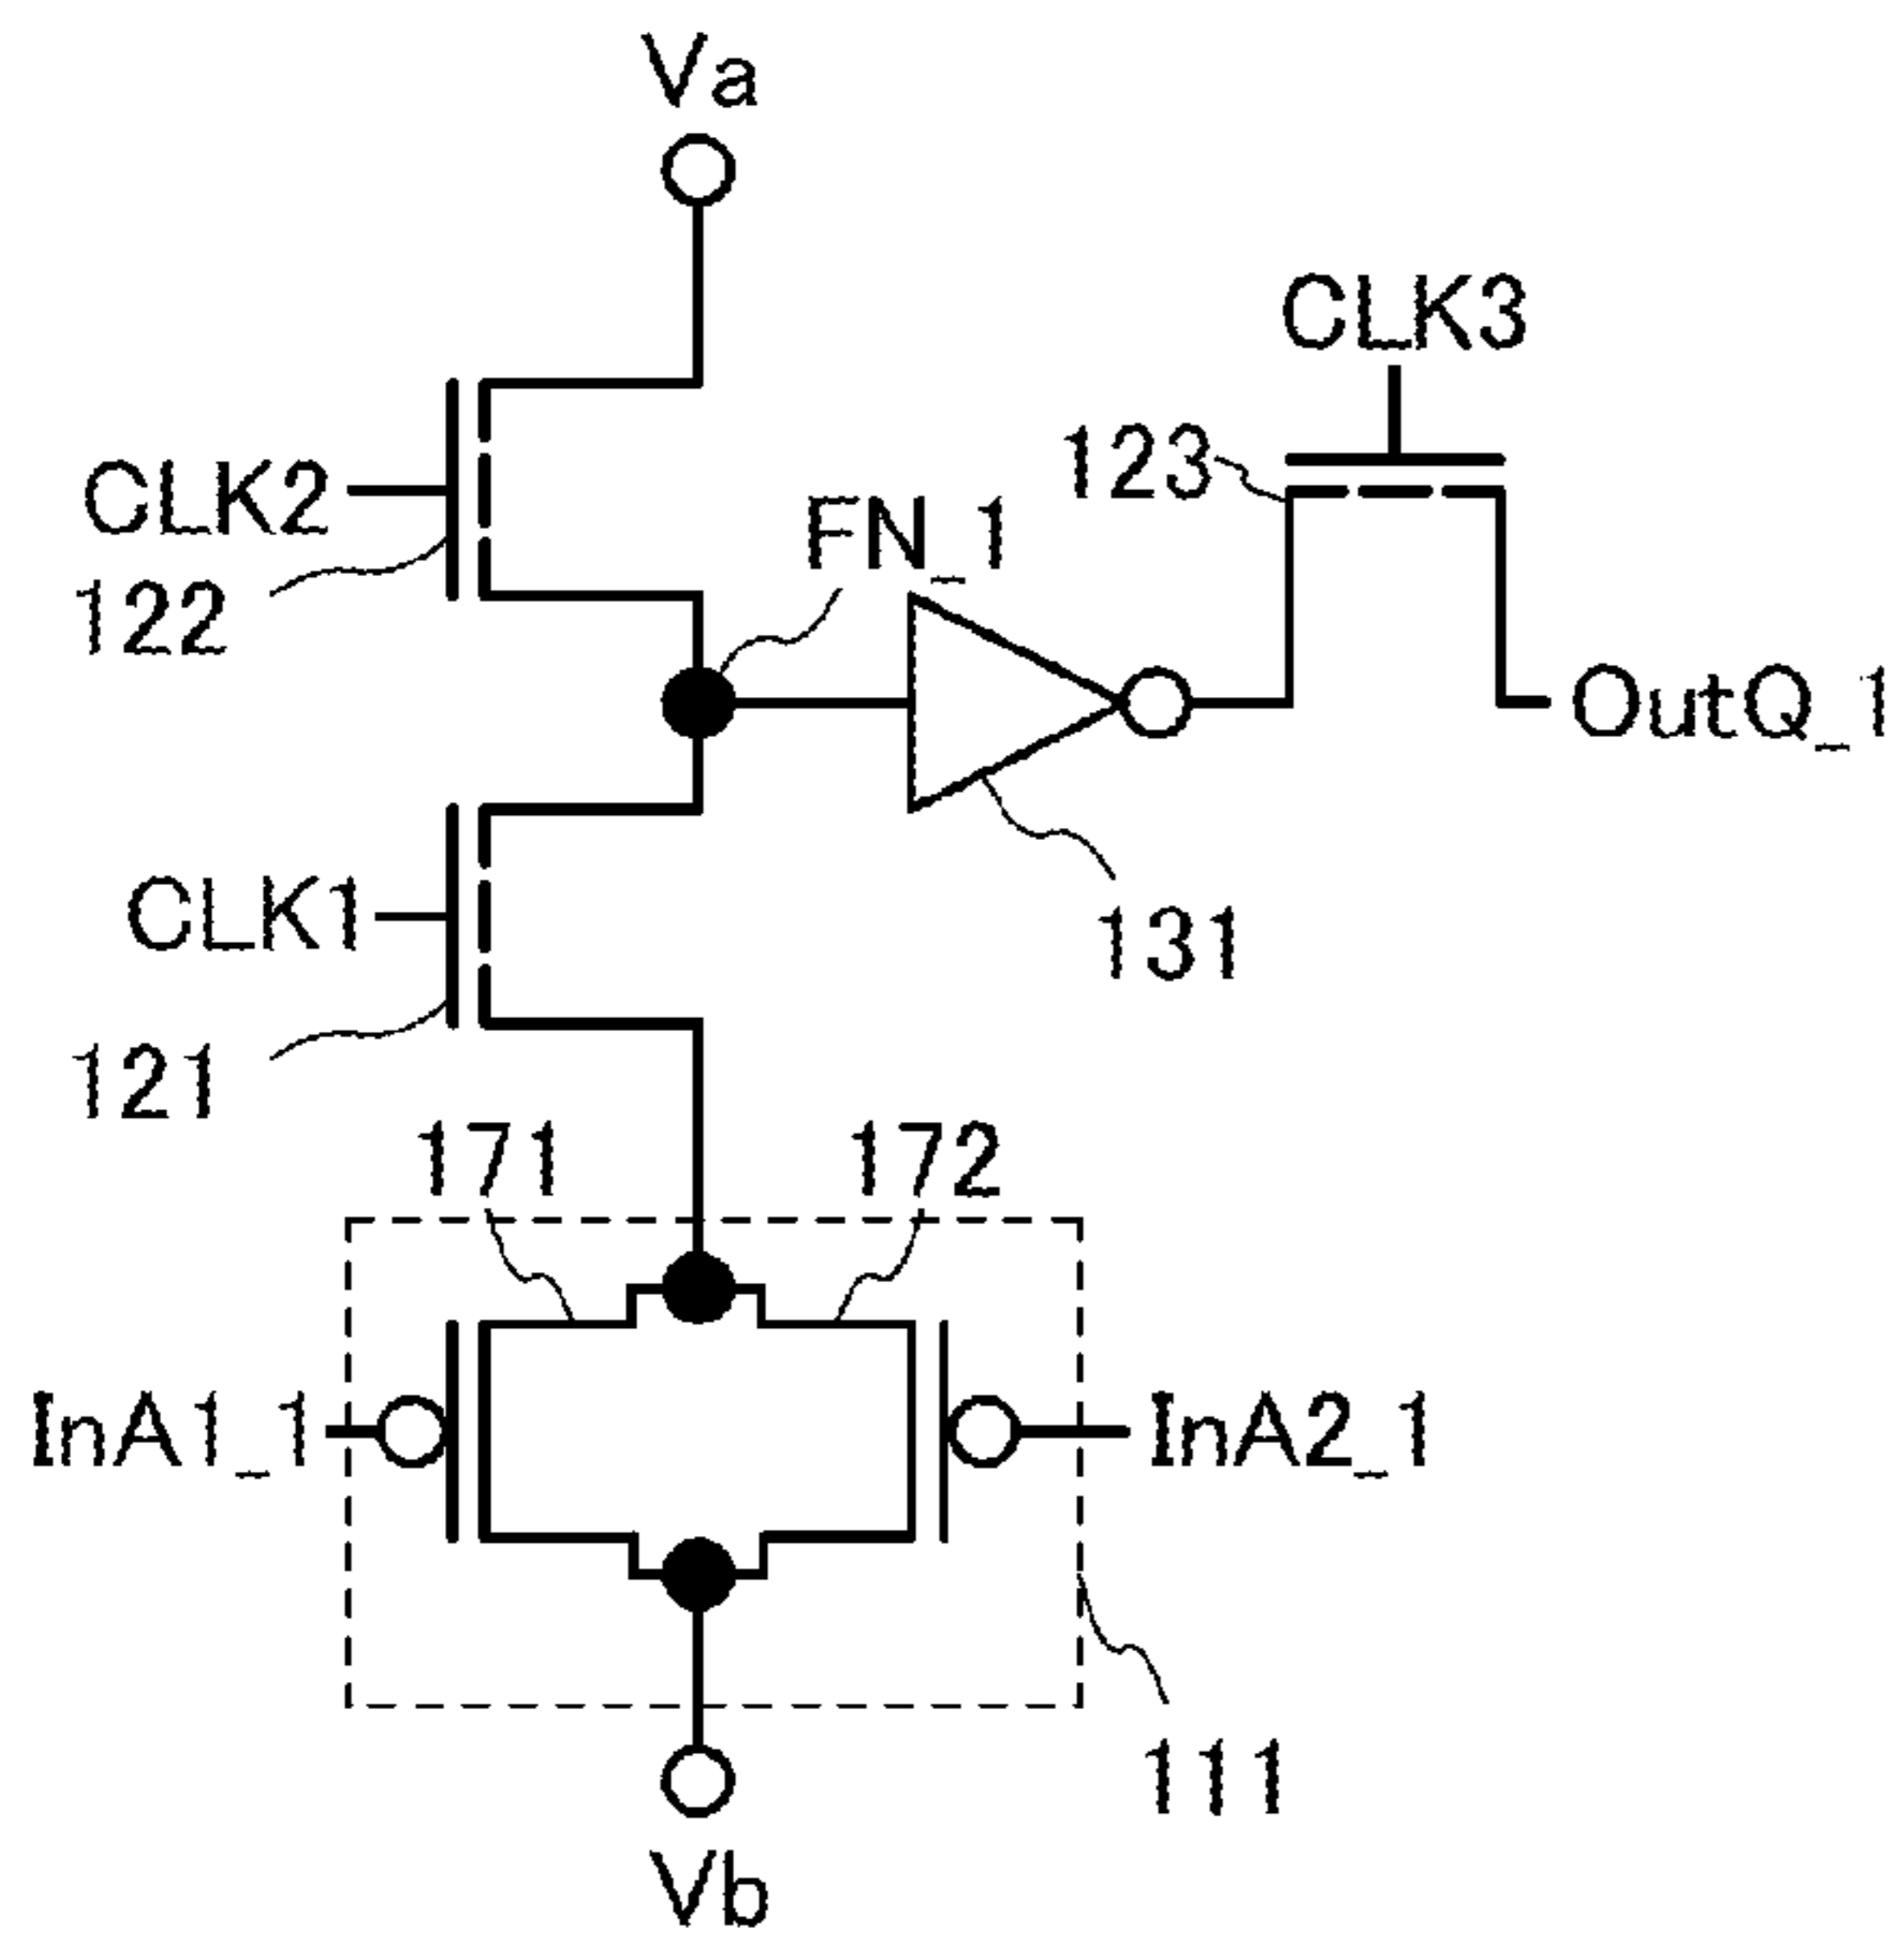 Va
CLK3
123
CLK2
FN_1
122
OutQ_1
CLK1
131
121
171
172
InA1_1
InA2_1
111
Vb